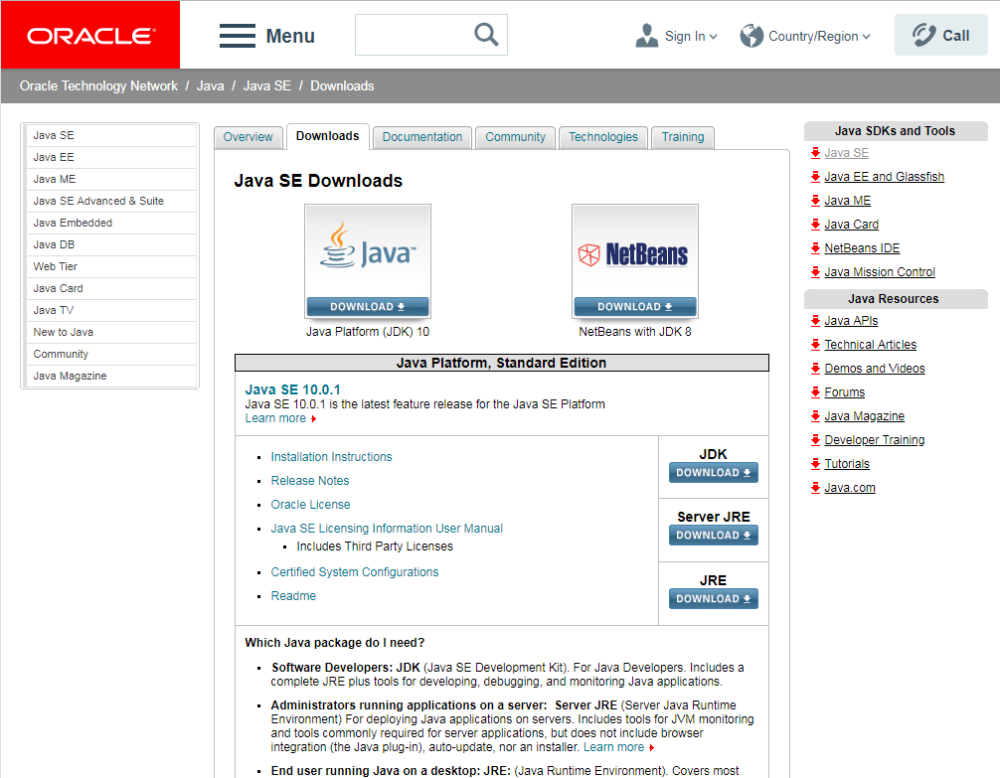 ORACLE
Menu
Sign In
Country/Region
Call
Oracle Technology Network / Java / Java SE / Downloads
Java SE
Java EE
Java ME
Java SE Advanced & Suite
Java Embedded
Java DB
Web Tier
Java Card
Java TV
New to Java
Community
Java Magazine
Overview
Downloads
Documentation
Community
Technologies
Training
Java SE Downloads
Java™
DOWNLOAD
Java Platform (JDK) 10
NetBeans
DOWNLOAD
NetBeans with JDK 8
Java Platform, Standard Edition
Java SE 10.0.1
Java SE 10.0.1 is the latest feature release for the Java SE Platform
Learn more
Installation Instructions
Release Notes
Oracle License
Java SE Licensing Information User Manual
Includes Third Party Licenses
Certified System Configurations
Readme
JDK
DOWNLOAD
Server JRE
DOWNLOAD
JRE
DOWNLOAD
Which Java package do I need?
Software Developers: JDK (Java SE Development Kit). For Java Developers. Includes a
complete JRE plus tools for developing, debugging, and monitoring Java applications.
Administrators running applications on a server: Server JRE (Server Java Runtime
Environment) For deploying Java applications on servers. Includes tools for JVM monitoring
and tools commonly required for server applications, but does not include browser
integration (the Java plug-in), auto-update, nor an installer. Learn more
End user running Java on a desktop: JRE: (Java Runtime Environment). Covers most
Java SDKs and Tools
Java SE
Java EE and Glassfish
Java ME
Java Card
NetBeans IDE
Java Mission Control
Java Resources
Java APIs
Technical Articles
Demos and Videos
Forums
Java Magazine
Developer Training
Tutorials
Java.com